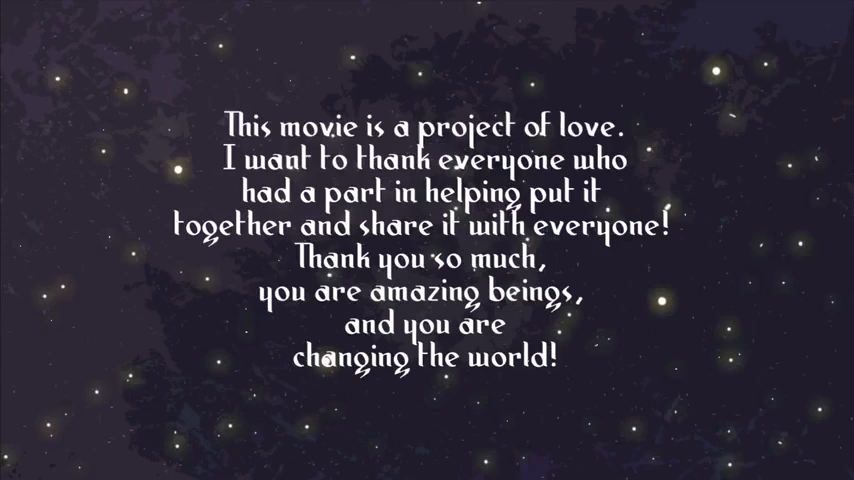 This movie is a project of love.
I want to thank everyone who
had a part in helping put it
together and share it with everyone!
Thank you so much,
you are amazing beings,
and you are
changing the world!